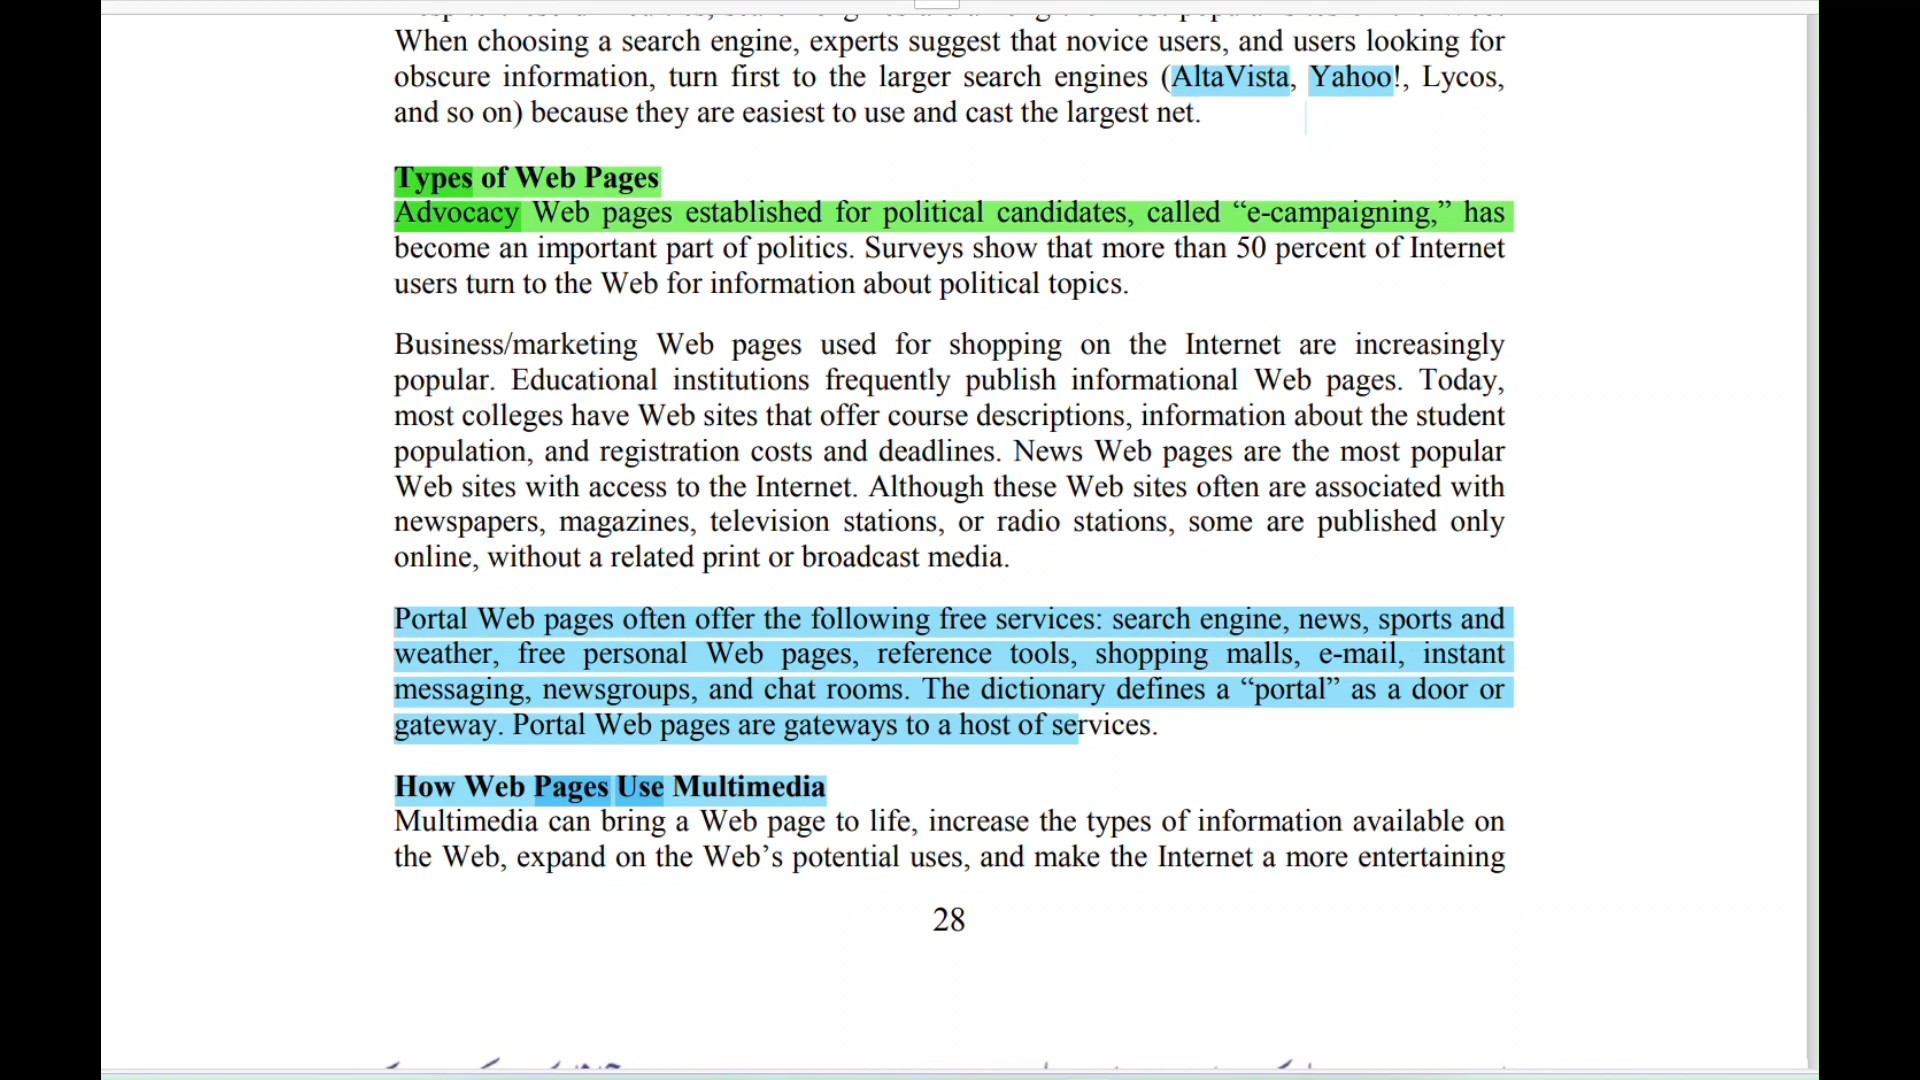 When choosing a search engine, experts suggest that novice users, and users looking for
obscure information, turn first to the larger search engines (AltaVista, Yahoo!, Lycos,
and so on) because they are easiest to use and cast the largest net.
Types of Web Pages
Advocacy Web pages established for political candidates, called “e-campaigning,” has
become an important part of politics. Surveys show that more than 50 percent of Internet
users turn to the Web for information about political topics.
Business/marketing Web pages used for shopping on the Internet are increasingly
popular. Educational institutions frequently publish informational Web pages. Today,
most colleges have Web sites that offer course descriptions, information about the student
population, and registration costs and deadlines. News Web pages are the most popular
Web sites with access to the Internet. Although these Web sites often are associated with
newspapers, magazines, television stations, or radio stations, some are published only
online, without a related print or broadcast media.
Portal Web pages often offer the following free services: search engine, news, sports and
weather, free personal Web pages, reference tools, shopping malls, e-mail, instant
messaging, newsgroups, and chat rooms. The dictionary defines a “portal” as a door or
gateway. Portal Web pages are gateways to a host of services.
How Web Pages Use Multimedia
Multimedia can bring a Web page to life, increase the types of information available on
the Web, expand on the Web’s potential uses, and make the Internet a more entertaining
28